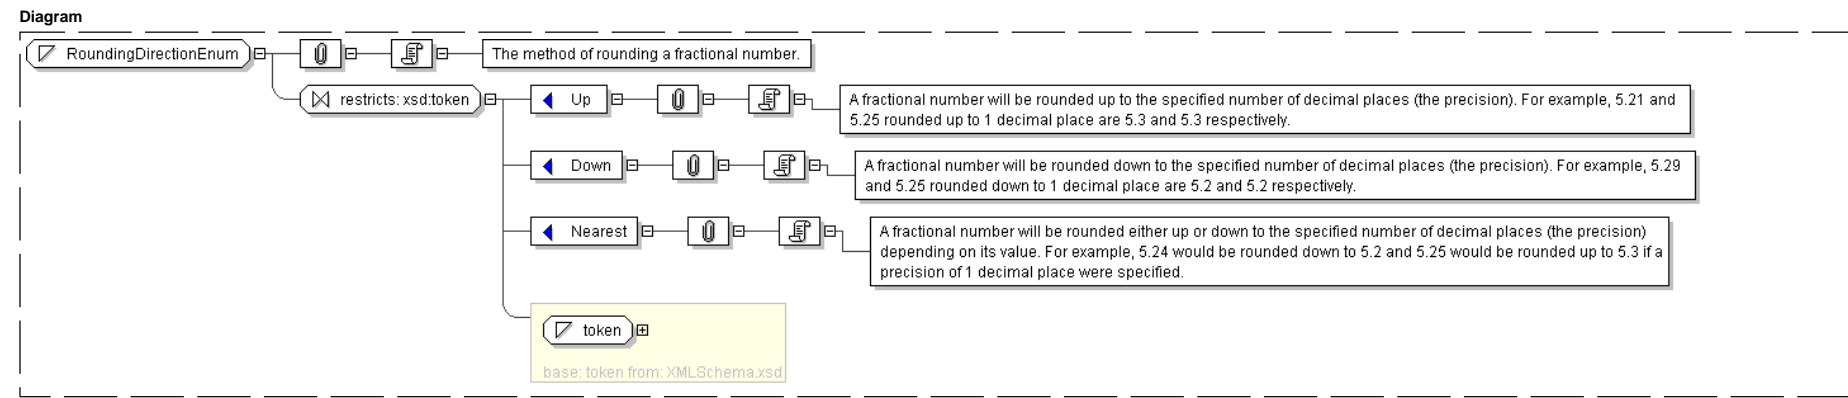 Diagram
RoundingDirectionEnum
The method of rounding a fractional number.
restricts: xsd:token
Up
A fractional number will be rounded up to the specified number of decimal places (the precision). For example, 5.21 and
5.25 rounded up to 1 decimal place are 5.3 and 5.3 respectively.
Down
A fractional number will be rounded down to the specified number of decimal places (the precision). For example, 5.29
and 5.25 rounded down to 1 decimal place are 5.2 and 5.2 respectively.
Nearest
A fractional number will be rounded either up or down to the specified number of decimal places (the precision)
depending on its value. For example, 5.24 would be rounded down to 5.2 and 5.25 would be rounded up to 5.3 if a
precision of 1 decimal place were specified.
token
base: token from: XMLSchema.xsd